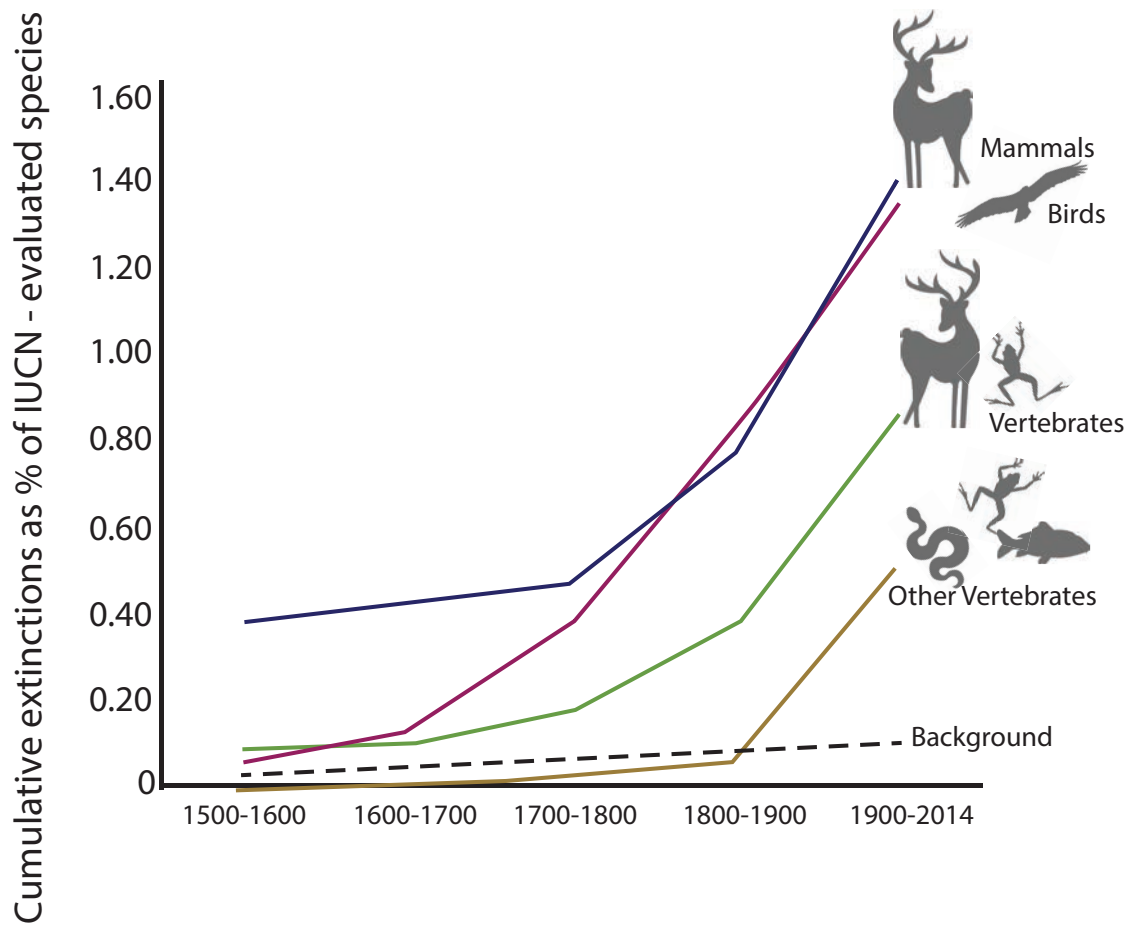 Cumulative extinctions as % of IUCN - evaluated species
1.60
1.40
1.20
1.00
0.80
0.60
0.40
0.20
0
Mammals
Birds
Vertebrates
Other Vertebrates
Background
1500-1600
1600-1700
1700-1800
1800-1900
1900-2014